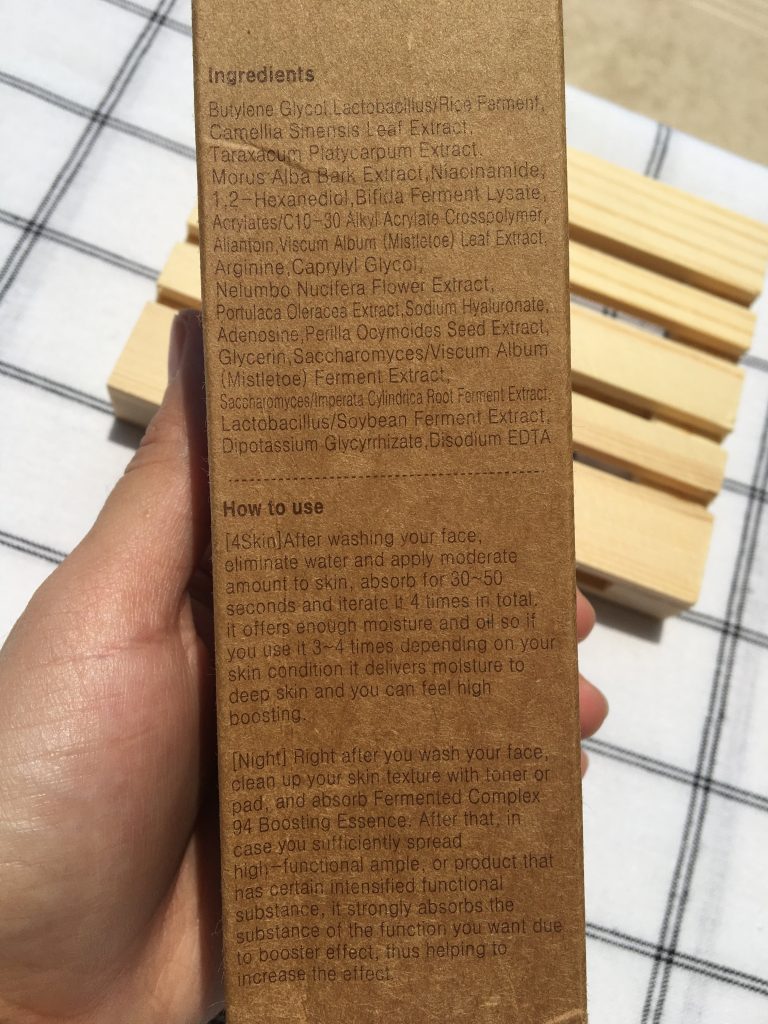 Ingredients
Butylene Glycol,Lactobacillus/Rice Ferment,
Camellia Sinensis Leaf Extract,
Taraxacum Platycarpum Extract,
Morus Alba Bark Extract,Niacinamide,
1,2-Hexanediol,Bifida Ferment Lysate,
Acrylates/C10-30 Alkyl Acrylate Crosspolymer,
Allantoin,Viscum Album (Mistletoe) Leaf Extract,
Arginine,Caprylyl Glycol,
Nelumbo Nucifera Flower Extract,
Portulaca Oleracea Extract,Sodium Hyaluronate,
Adenosine,Perilla Ocymoides Seed Extract,
Glycerin,Saccharomyces/Viscum Album
(Mistletoe) Ferment Extract,
Saccharomyces/Imperata Cylindrica Root Ferment Extract,
Lactobacillus/Soybean Ferment Extract,
Dipotassium Glycyrrhizate,Disodium EDTA
How to use
[4Skin]After washing your face,
eliminate water and apply moderate
amount to skin, absorb for 30~50
seconds and iterate it 4 times in total.
it offers enough moisture and oil so if
you use it 3~4 times depending on your
skin condition it delivers moisture to
deep skin and you can feel high
boosting.
[Night] Right after you wash your face,
clean up your skin texture with toner or
pad, and absorb Fermented Complex
94 Boosting Essence. After that, in
case you sufficiently spread
high-functional ample, or product that
has certain intensified functional
substance, it strongly absorbs the
substance of the function you want due
to booster effect, thus helping to
increase the effect.